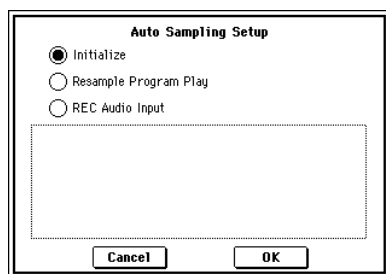 Auto Sampling Setup
Initialize
Resample Program Play
REC Audio Input
Cancel OK